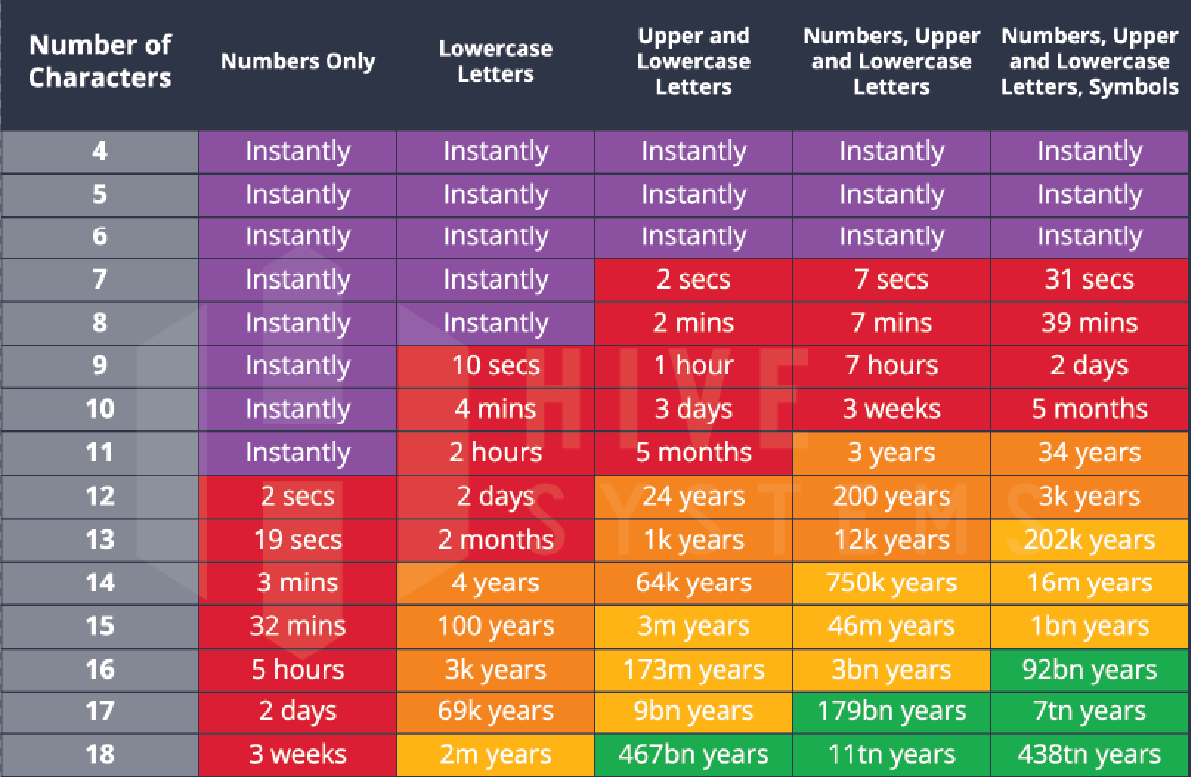 Number of Characters | Numbers Only | Lowercase Letters | Upper and Lowercase Letters | Numbers, Upper and Lowercase Letters | Numbers, Upper and Lowercase Letters, Symbols
4 | Instantly | Instantly | Instantly | Instantly | Instantly
5 | Instantly | Instantly | Instantly | Instantly | Instantly
6 | Instantly | Instantly | Instantly | Instantly | Instantly
7 | Instantly | Instantly | 2 secs | 7 secs | 31 secs
8 | Instantly | Instantly | 2 mins | 7 mins | 39 mins
9 | Instantly | 10 secs | 1 hour | 7 hours | 2 days
10 | Instantly | 4 mins | 3 days | 3 weeks | 5 months
11 | Instantly | 2 hours | 5 months | 3 years | 34 years
12 | 2 secs | 2 days | 24 years | 200 years | 3k years
13 | 19 secs | 2 months | 1k years | 12k years | 202k years
14 | 3 mins | 4 years | 64k years | 750k years | 16m years
15 | 32 mins | 100 years | 3m years | 46m years | 1bn years
16 | 5 hours | 3k years | 173m years | 3bn years | 92bn years
17 | 2 days | 69k years | 9bn years | 179bn years | 7tn years
18 | 3 weeks | 2m years | 467bn years | 11tn years | 438tn years
HIVE
SYSTEMS